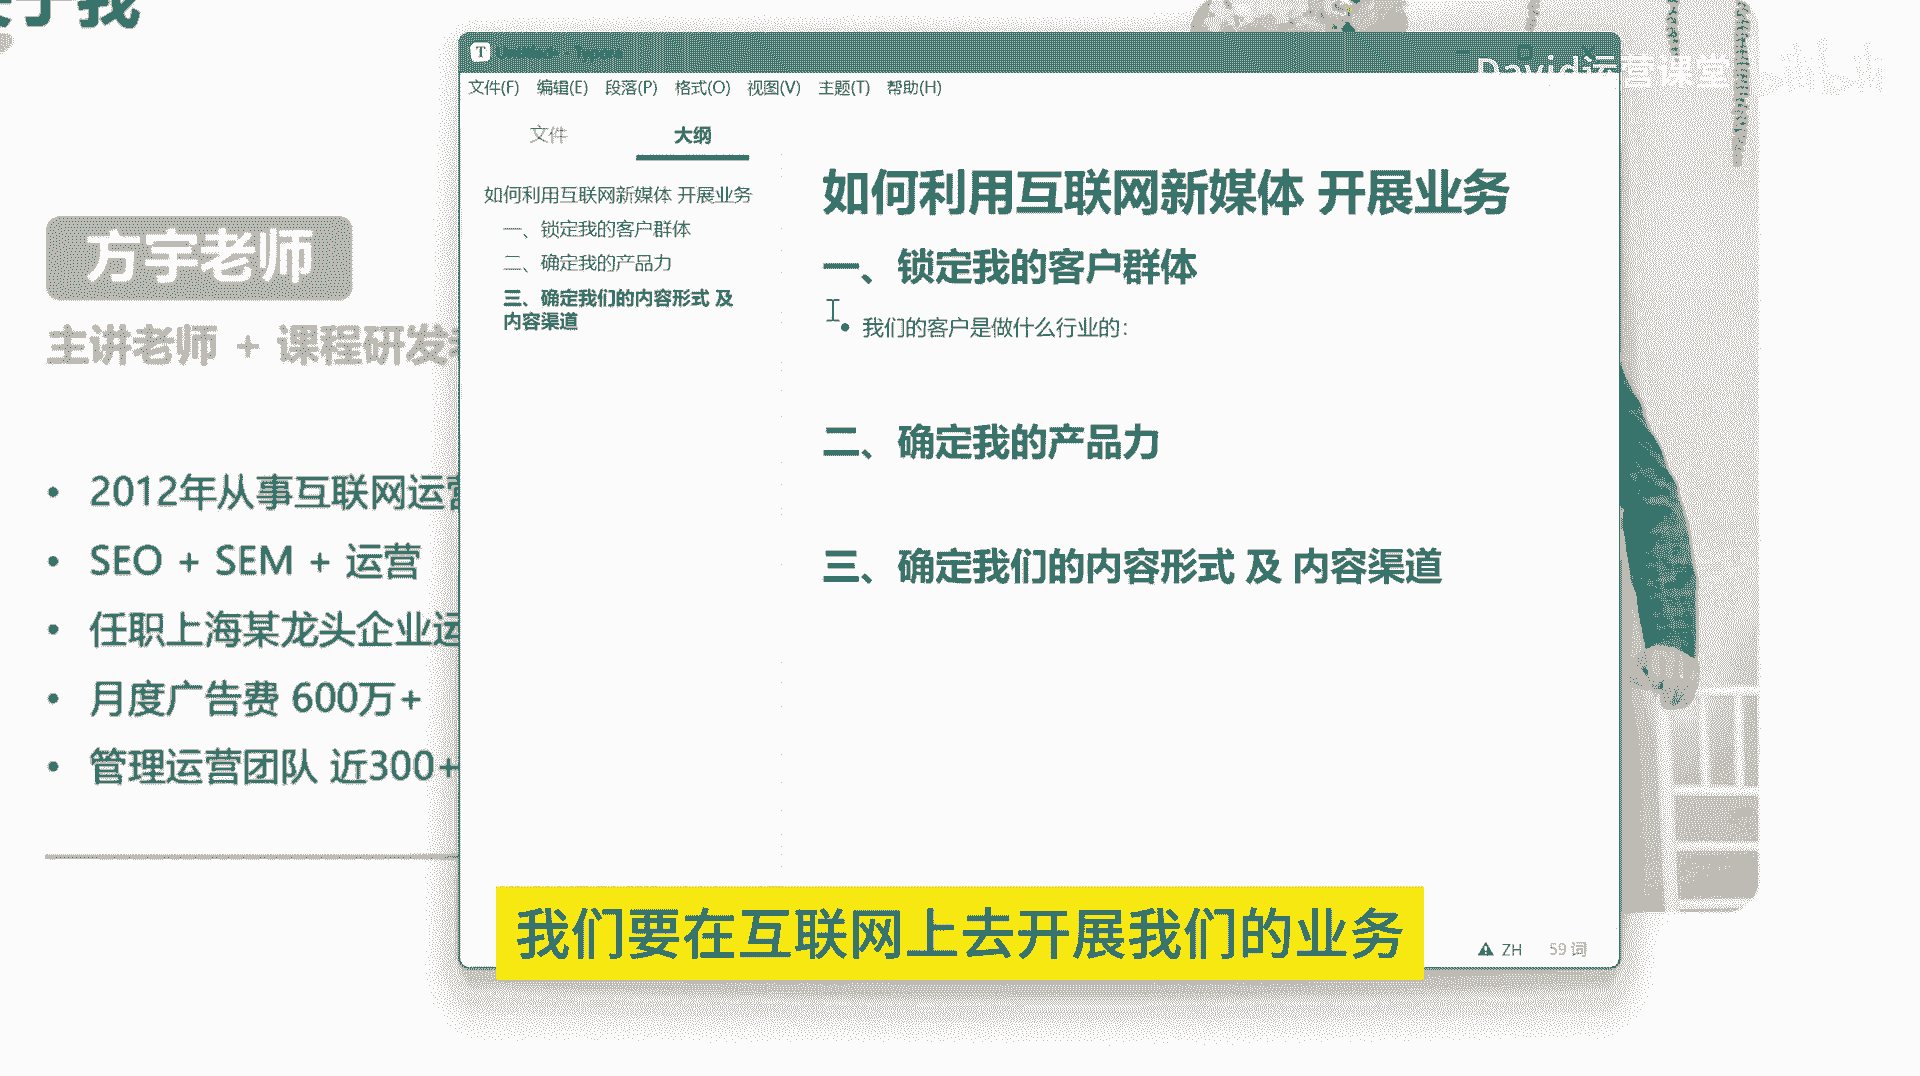 于我
方宇老师
主讲老师 + 课程研发
2012年从事互联网运营
SEO + SEM + 运营
任职上海某龙头企业运
月度广告费 600万+
管理运营团队 近300+
T
文件(F) 编辑(E) 段落(P) 格式(O) 视图(V) 主题(T) 帮助(H)
文件 大纲
如何利用互联网新媒体 开展业务
一、锁定我的客户群体
二、确定我的产品力
三、确定我们的内容形式 及
内容渠道
如何利用互联网新媒体 开展业务
一、锁定我的客户群体
我们的客户是做什么行业的：
二、确定我的产品力
三、确定我们的内容形式 及 内容渠道
ZH 59 词
David运营课堂
我们要在互联网上去开展我们的业务